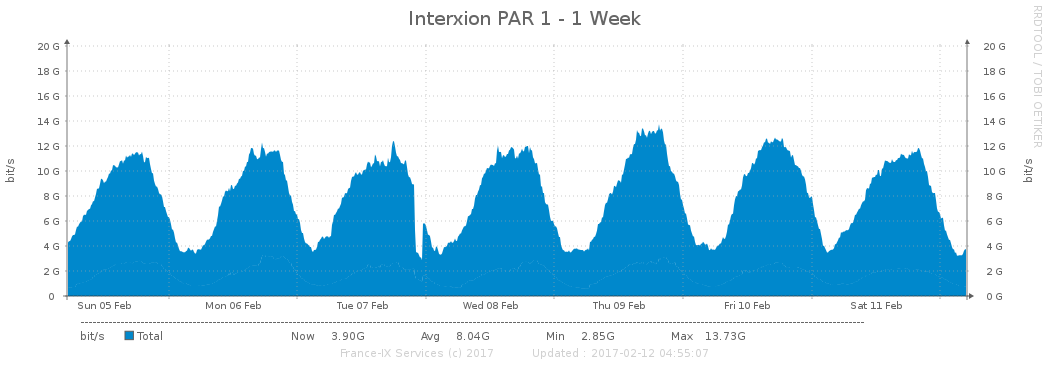 Interxion PAR 1 - 1 Week
RRDTOOL / TOBI OETIKER
20 G 20 G
18 G 18 G
16 G 16 G
14 G 14 G
12 G 12 G
10 G 10 G
8 G 8 G
6 G 6 G
4 G 4 G
2 G 2 G
0 0 G
bit/s
bit/s
Sun 05 Feb Mon 06 Feb Tue 07 Feb Wed 08 Feb Thu 09 Feb Fri 10 Feb Sat 11 Feb
bit/s Total Now 3.90G Avg 8.04G Min 2.85G Max 13.73G
France-IX Services (c) 2017 Updated : 2017-02-12 04:55:07